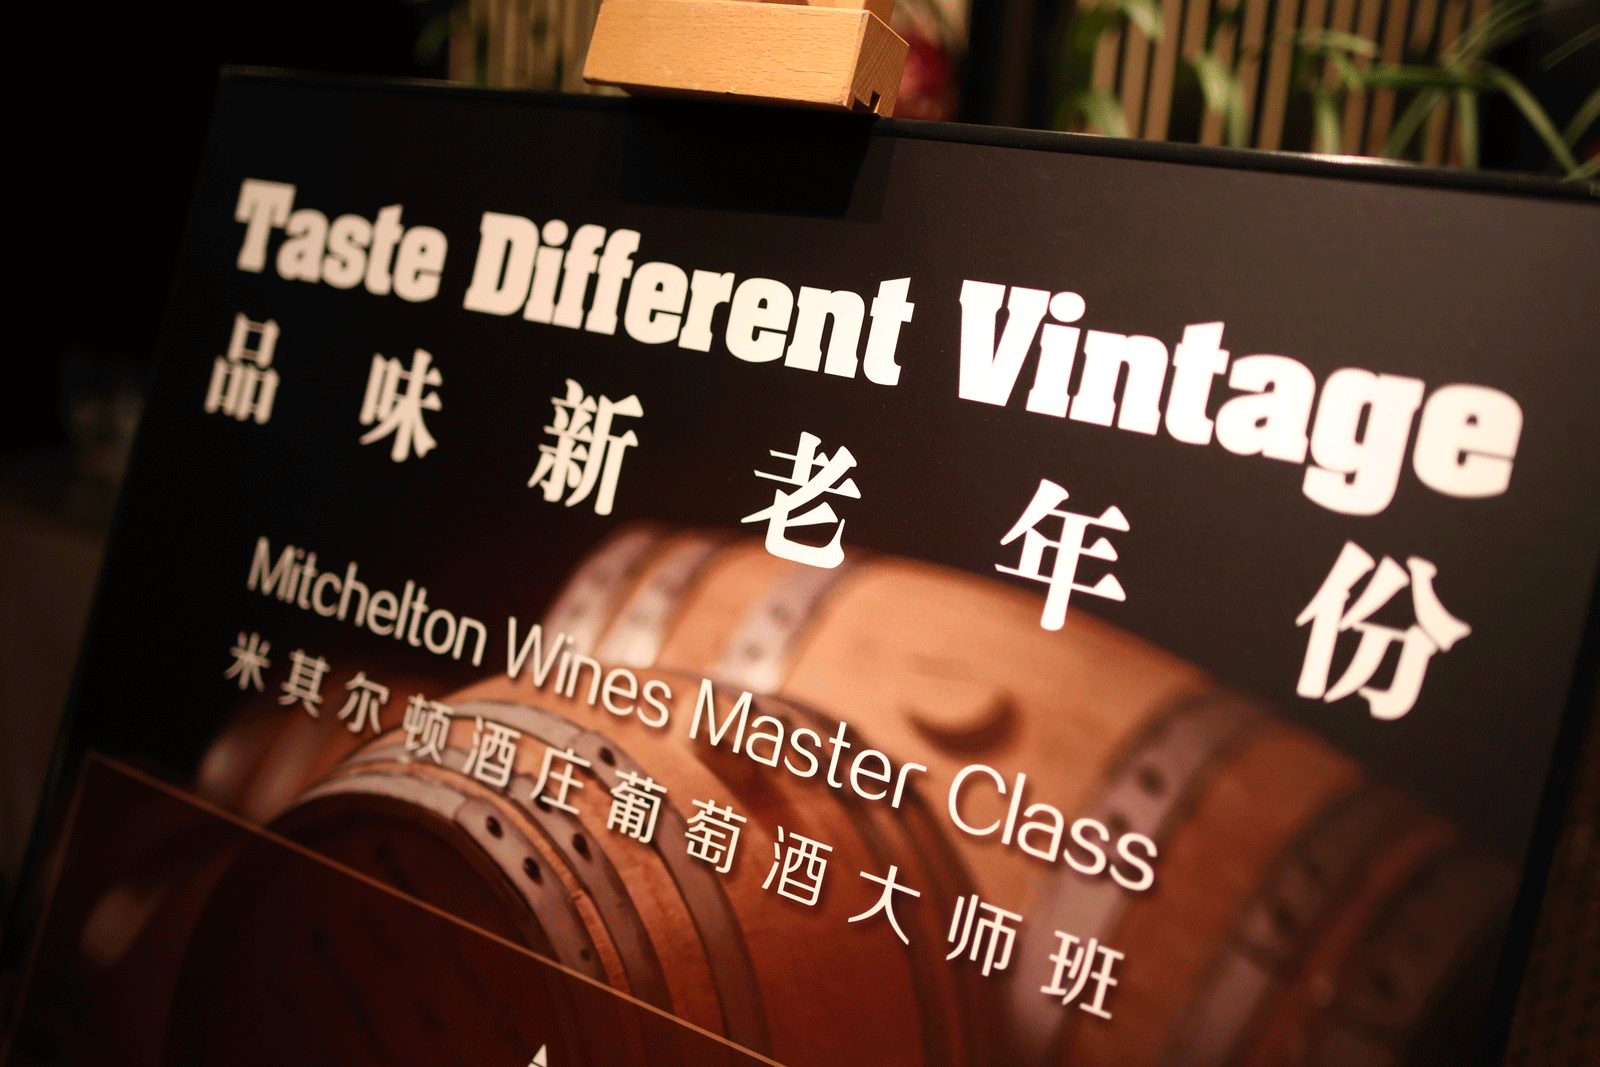 Taste Different Vintage
品味新老年份
Mitchelton Wines Master Class
米其尔顿酒庄葡萄酒大师班